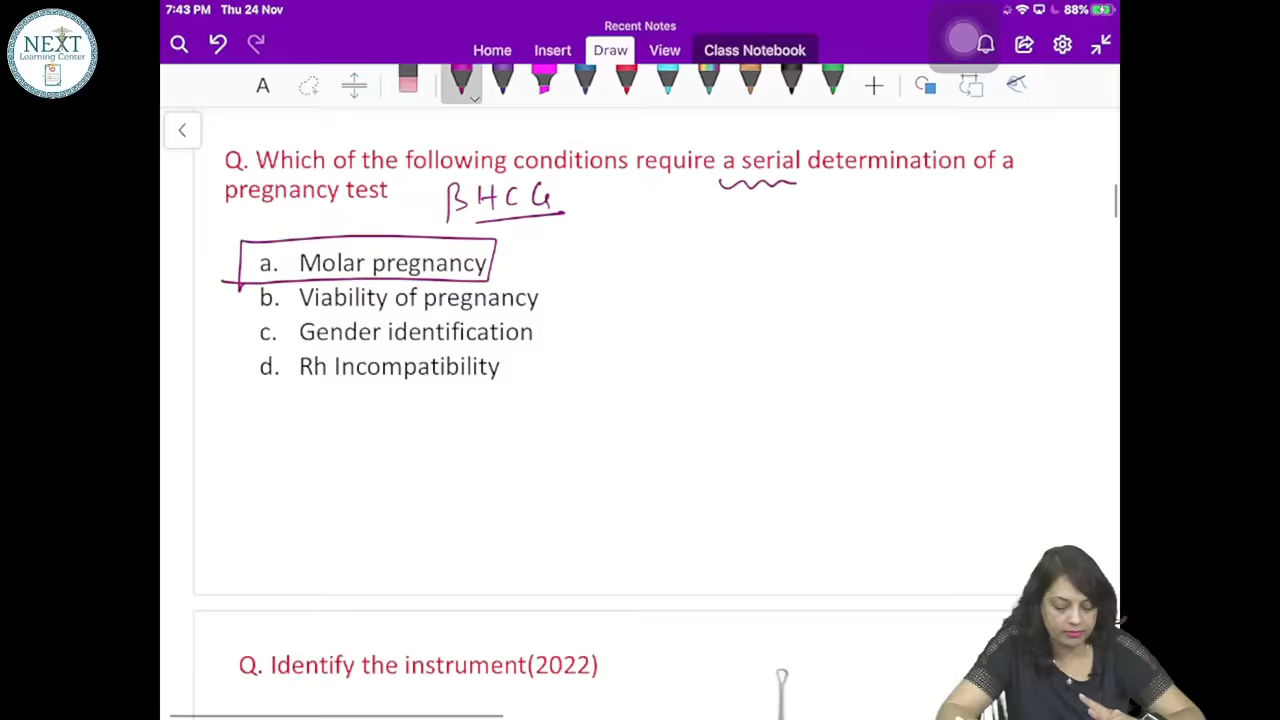 7:43 PM Thu 24 Nov
88%
NEXT
Learning Center
Recent Notes
Home Insert Draw View Class Notebook
A
Q. Which of the following conditions require a serial determination of a
pregnancy test
βHCG
a. Molar pregnancy
b. Viability of pregnancy
c. Gender identification
d. Rh Incompatibility
Q. Identify the instrument(2022)